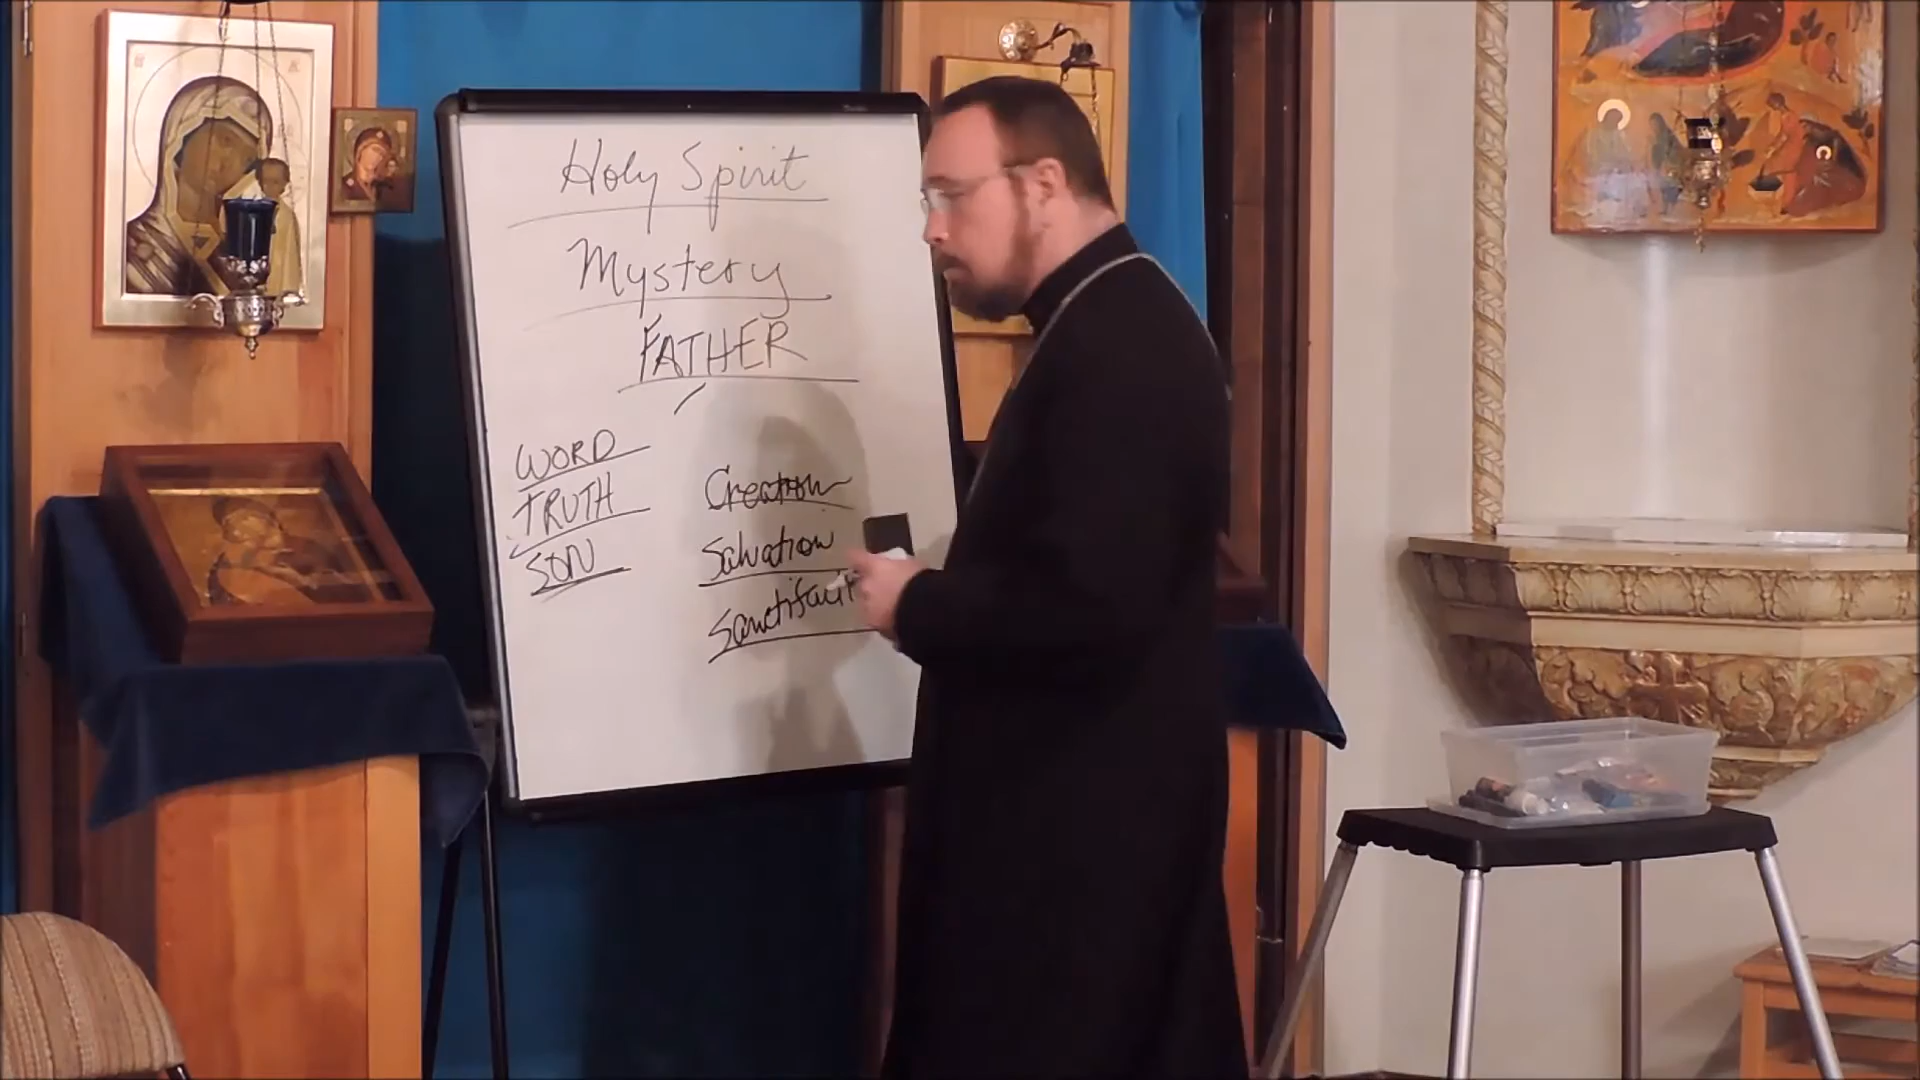 Holy Spirit
Mystery
FATHER
WORD
TRUTH
SON
Creation
Salvation